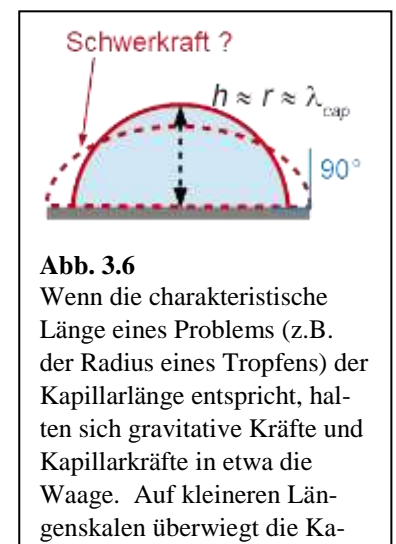 Schwerkraft ?
h ≈ r ≈ λcap
90°
Abb. 3.6
Wenn die charakteristische
Länge eines Problems (z.B.
der Radius eines Tropfens) der
Kapillarlänge entspricht, hal-
ten sich gravitative Kräfte und
Kapillarkräfte in etwa die
Waage.  Auf kleineren Län-
genskalen überwiegt die Ka-